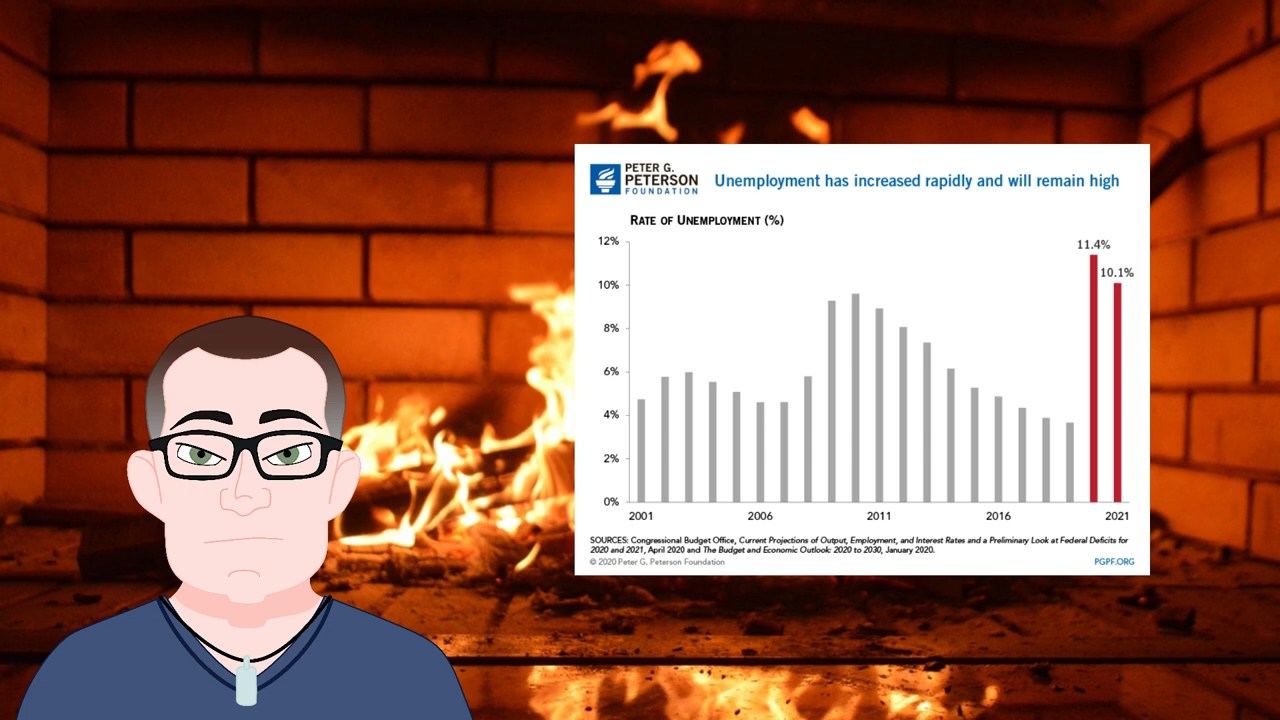 PETER G.
PETERSON
FOUNDATION
Unemployment has increased rapidly and will remain high
RATE OF UNEMPLOYMENT (%)
12%
10%
8%
6%
4%
2%
0%
11.4%
10.1%
2001 2006 2011 2016 2021
SOURCES: Congressional Budget Office, Current Projections of Output, Employment, and Interest Rates and a Preliminary Look at Federal Deficits for
2020 and 2021, April 2020 and The Budget and Economic Outlook: 2020 to 2030, January 2020.
© 2020 Peter G. Peterson Foundation PGPF.ORG